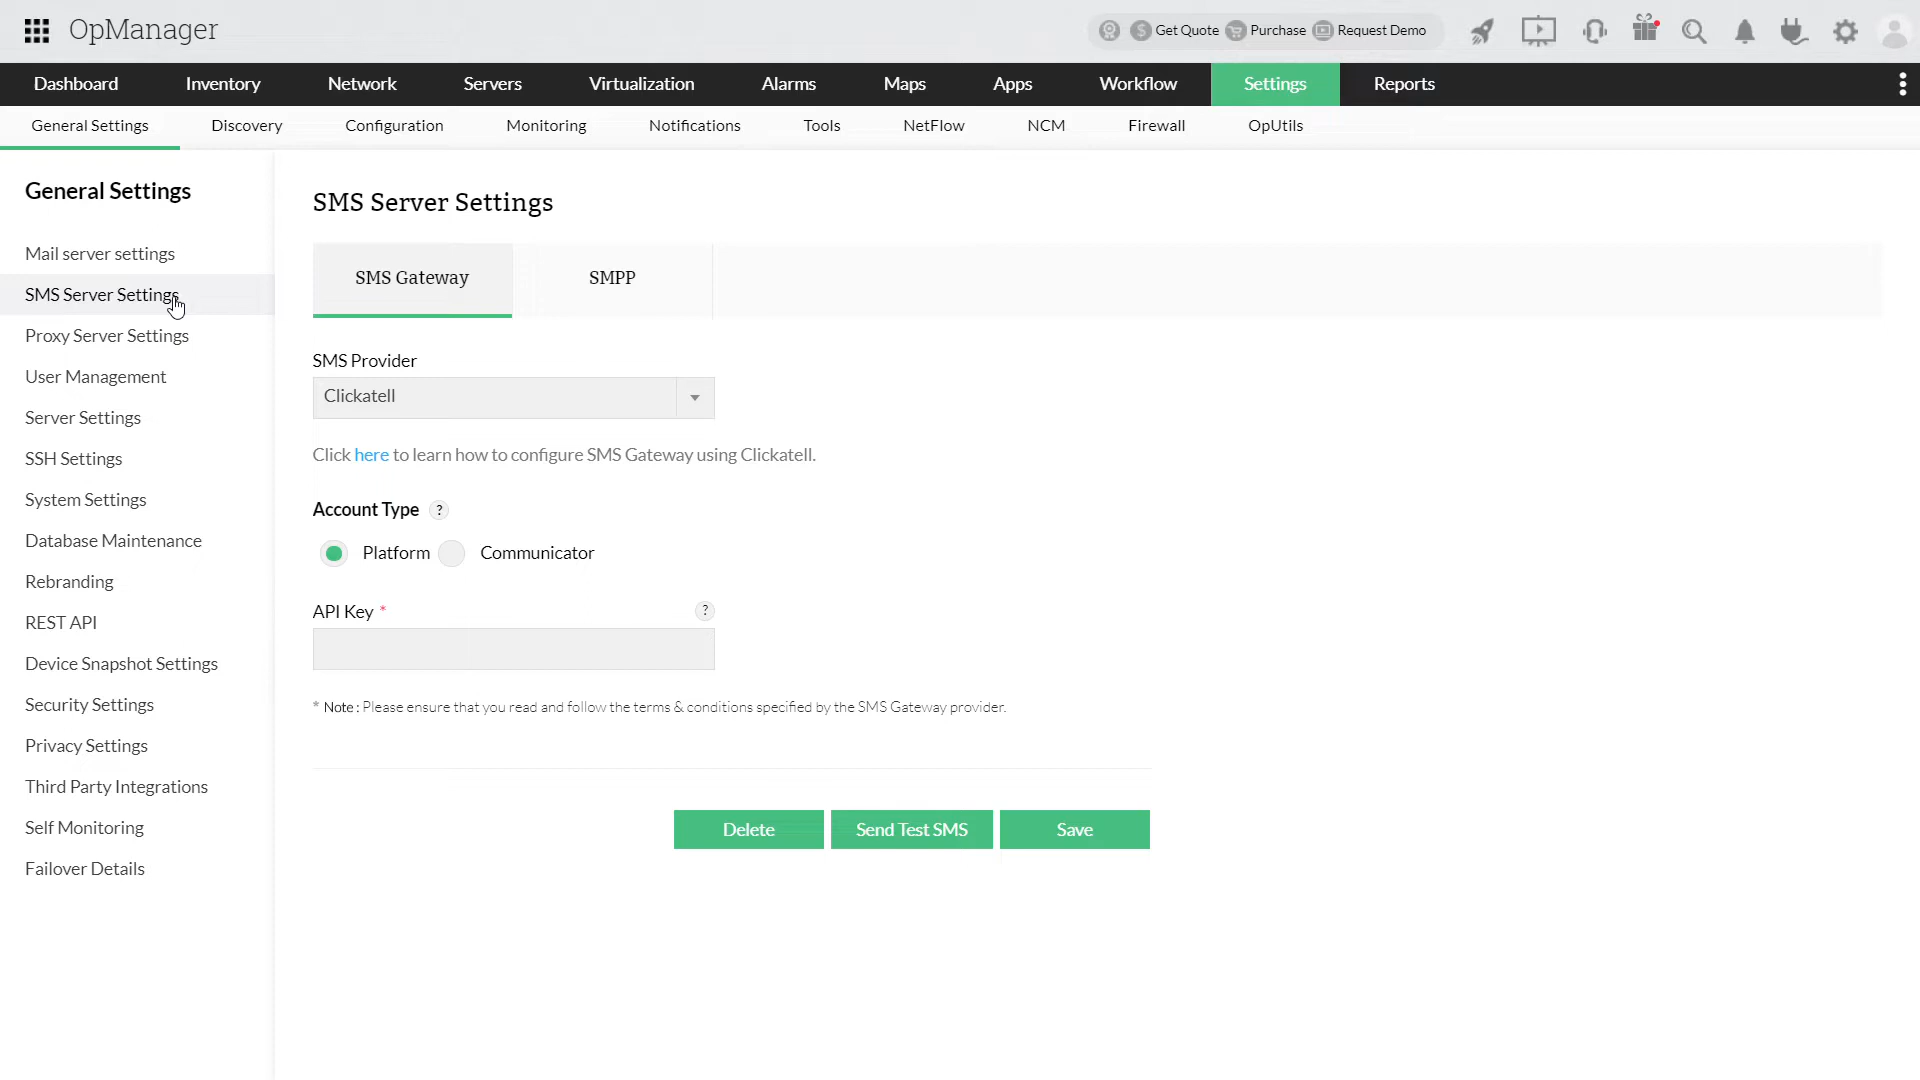 OpManager
Get Quote Purchase Request Demo
Dashboard Inventory Network Servers Virtualization Alarms Maps Apps Workflow Settings Reports
General Settings Discovery Configuration Monitoring Notifications Tools NetFlow NCM Firewall OpUtils
General Settings
Mail server settings
SMS Server Settings
Proxy Server Settings
User Management
Server Settings
SSH Settings
System Settings
Database Maintenance
Rebranding
REST API
Device Snapshot Settings
Security Settings
Privacy Settings
Third Party Integrations
Self Monitoring
Failover Details
SMS Server Settings
SMS Gateway SMPP
SMS Provider
Clickatell
Click here to learn how to configure SMS Gateway using Clickatell.
Account Type ?
Platform Communicator
API Key * ?
* Note : Please ensure that you read and follow the terms & conditions specified by the SMS Gateway provider.
Delete Send Test SMS Save